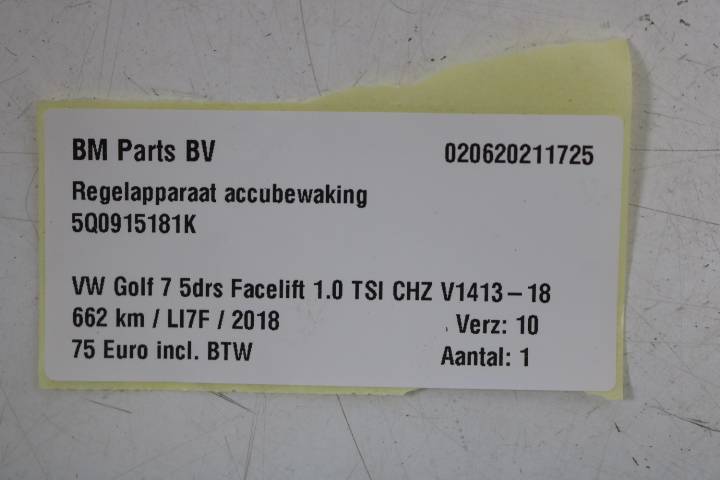 BM Parts BV 020620211725
Regelapparaat accubewaking
5Q0915181K
VW Golf 7 5drs Facelift 1.0 TSI CHZ V1413-18
662 km / LI7F / 2018 Verz: 10
75 Euro incl. BTW Aantal: 1